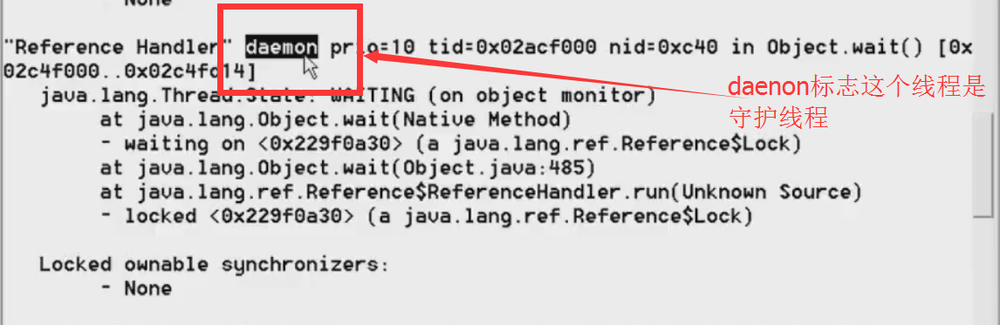 None
"Reference Handler" daemon prio=10 tid=0x02acf000 nid=0xc40 in Object.wait() [0x
02c4f000..0x02c4fd14]
java.lang.Thread.State: WAITING (on object monitor)
at java.lang.Object.wait(Native Method)
- waiting on <0x229f0a30> (a java.lang.ref.Reference$Lock)
at java.lang.Object.wait(Object.java:485)
at java.lang.ref.Reference$ReferenceHandler.run(Unknown Source)
- locked <0x229f0a30> (a java.lang.ref.Reference$Lock)
Locked ownable synchronizers:
- None
daenon标志这个线程是
守护线程